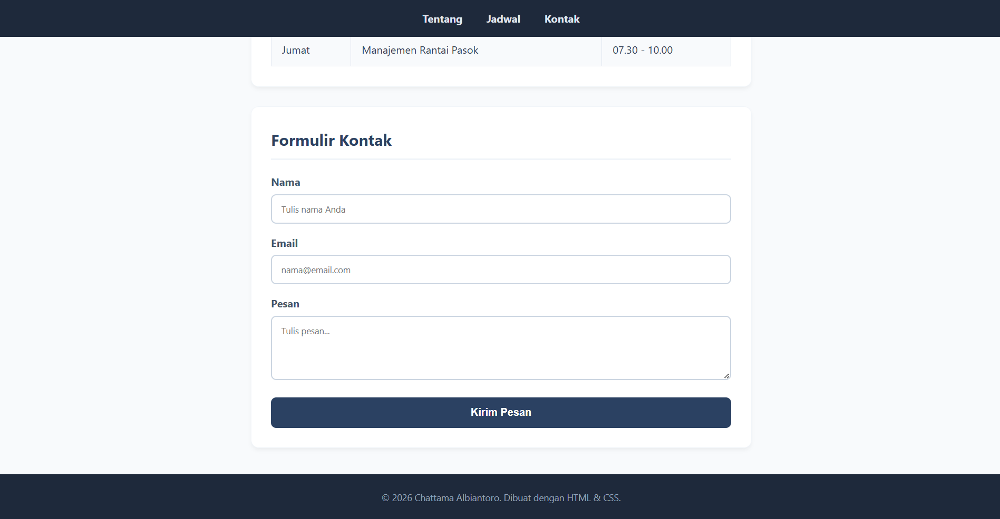 Tentang Jadwal Kontak
Jumat Manajemen Rantai Pasok 07.30 - 10.00
Formulir Kontak
Nama
Tulis nama Anda
Email
nama@email.com
Pesan
Tulis pesan...
Kirim Pesan
© 2026 Chattama Albiantoro. Dibuat dengan HTML & CSS.